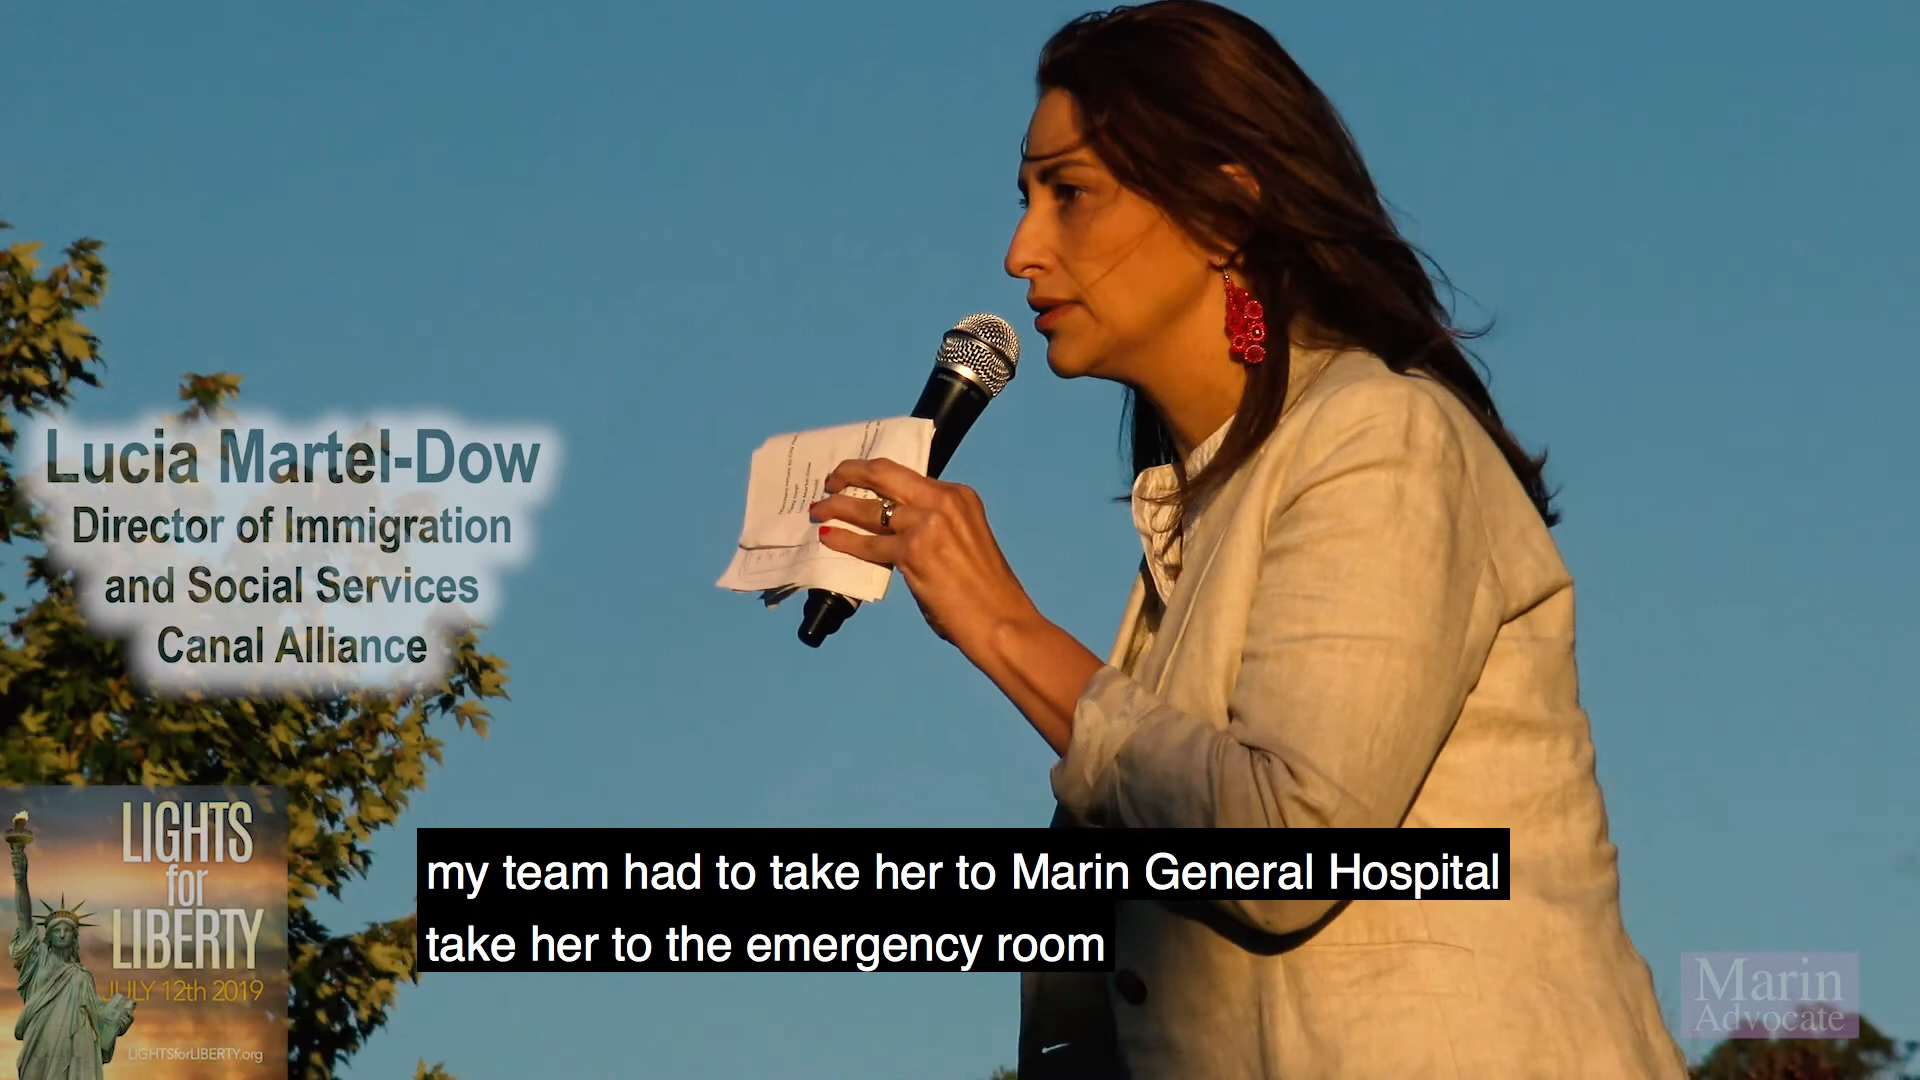 Lucia Martel-Dow
Director of Immigration
and Social Services
Canal Alliance
LIGHTS
for
LIBERTY
JULY 12th 2019
LIGHTSforLIBERTY.org
my team had to take her to Marin General Hospital
take her to the emergency room
Marin
Advocate